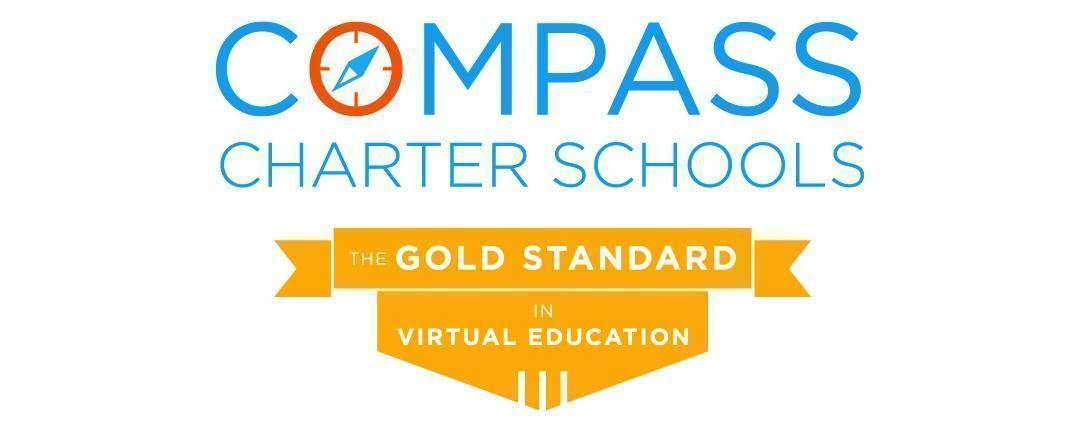 COMPASS
CHARTER SCHOOLS
THE GOLD STANDARD
IN
VIRTUAL EDUCATION